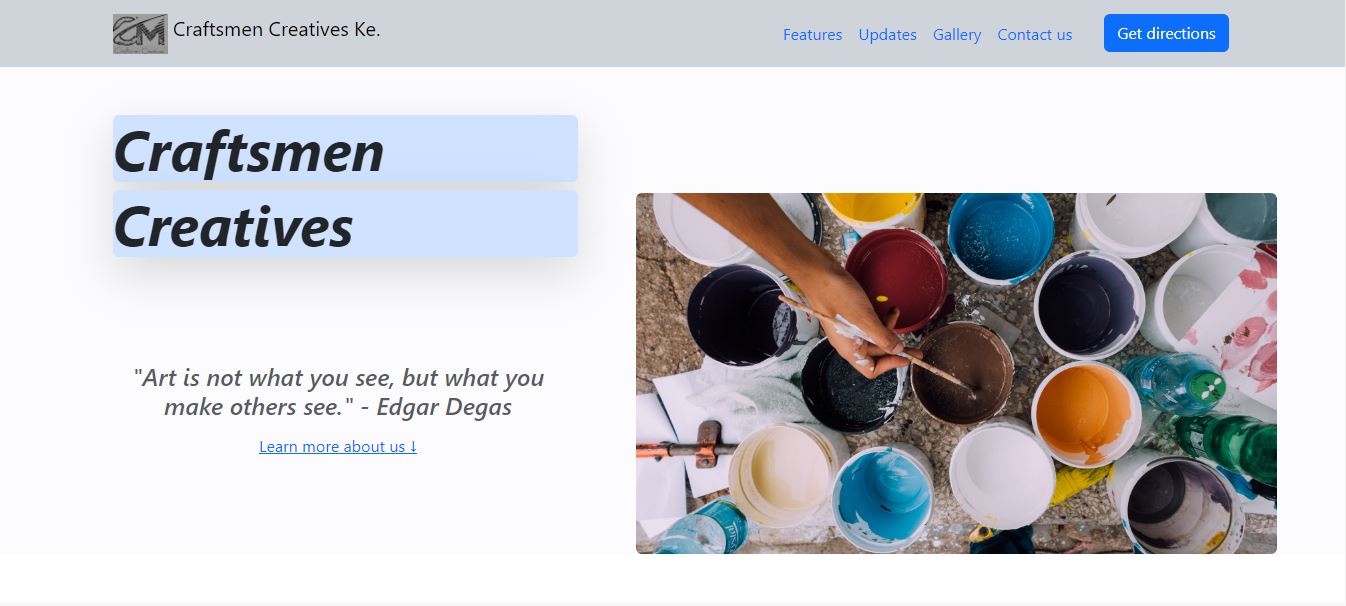 Craftsmen Creatives Ke.
Features Updates Gallery Contact us Get directions
Craftsmen
Creatives
"Art is not what you see, but what you
make others see." - Edgar Degas
Learn more about us ↓